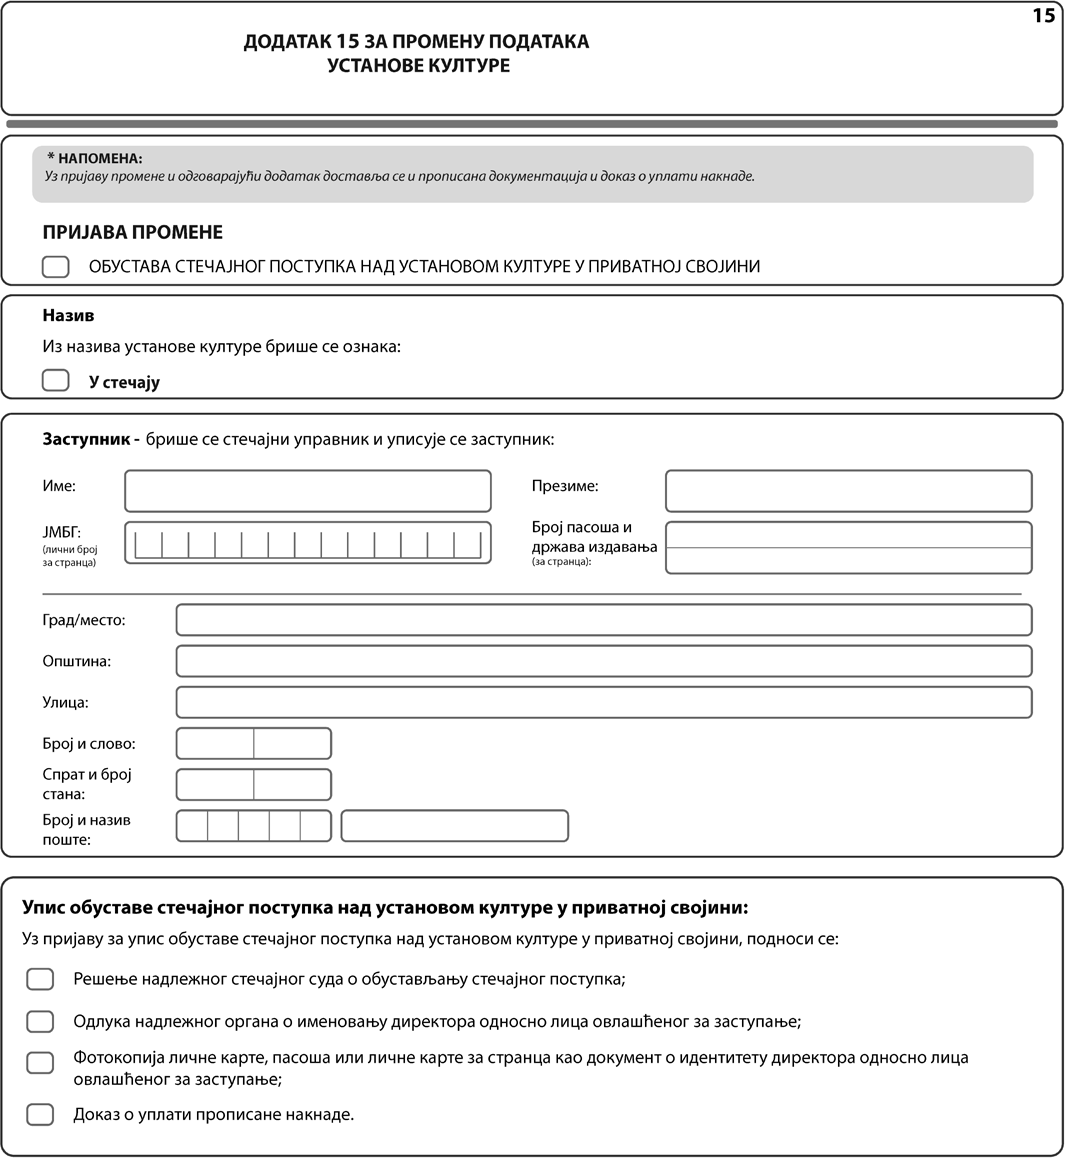 15
ДОДАТАК 15 ЗА ПРОМЕНУ ПОДАТАКА
УСТАНОВЕ КУЛТУРЕ
* НАПОМЕНА:
Уз пријаву промене и одговарајући додатак доставља се и прописана документација и доказ о уплати накнаде.
ПРИЈАВА ПРОМЕНЕ
ОБУСТАВА СТЕЧАЈНОГ ПОСТУПКА НАД УСТАНОВОМ КУЛТУРЕ У ПРИВАТНОЈ СВОЈИНИ
Назив
Из назива установе културе брише се ознака:
У стечају
Заступник - брише се стечајни управник и уписује се заступник:
Име:
Презиме:
ЈМБГ:
(лични број
за странца)
Број пасоша и
држава издавања
(за странца):
Град/место:
Општина:
Улица:
Број и слово:
Спрат и број
стана:
Број и назив
поште:
Упис обуставе стечајног поступка над установом културе у приватној својини:
Уз пријаву за упис обуставе стечајног поступка над установом културе у приватној својини, подноси се:
Решење надлежног стечајног суда о обустављању стечајног поступка;
Одлука надлежног органа о именовању директора односно лица овлашћеног за заступање;
Фотокопија личне карте, пасоша или личне карте за странца као документ о идентитету директора односно лица
овлашћеног за заступање;
Доказ о уплати прописане накнаде.